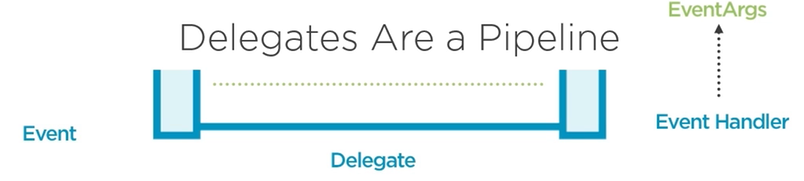 EventArgs
Delegates Are a Pipeline
Event Handler
Event
Delegate